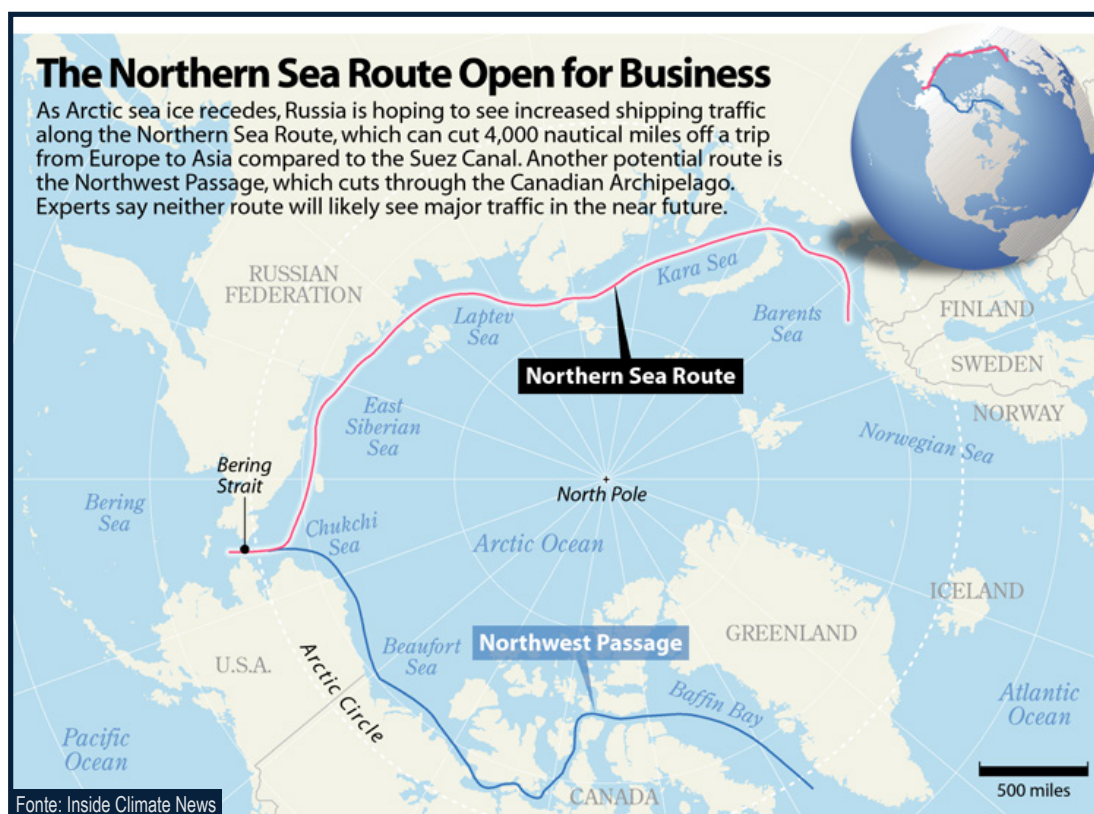 The Northern Sea Route Open for Business
As Arctic sea ice recedes, Russia is hoping to see increased shipping traffic
along the Northern Sea Route, which can cut 4,000 nautical miles off a trip
from Europe to Asia compared to the Suez Canal. Another potential route is
the Northwest Passage, which cuts through the Canadian Archipelago.
Experts say neither route will likely see major traffic in the near future.
RUSSIAN
FEDERATION
Kara Sea
Laptev
Sea
Barents
Sea
FINLAND
Northern Sea Route
SWEDEN
NORWAY
East
Siberian
Sea
Norwegian Sea
Bering
Strait
North Pole
Bering
Sea
Chukchi
Sea
Arctic Ocean
ICELAND
Northwest Passage
GREENLAND
Beaufort
Sea
U.S.A.
Arctic Circle
Baffin Bay
Atlantic
Ocean
Pacific
Ocean
CANADA
500 miles
Fonte: Inside Climate News